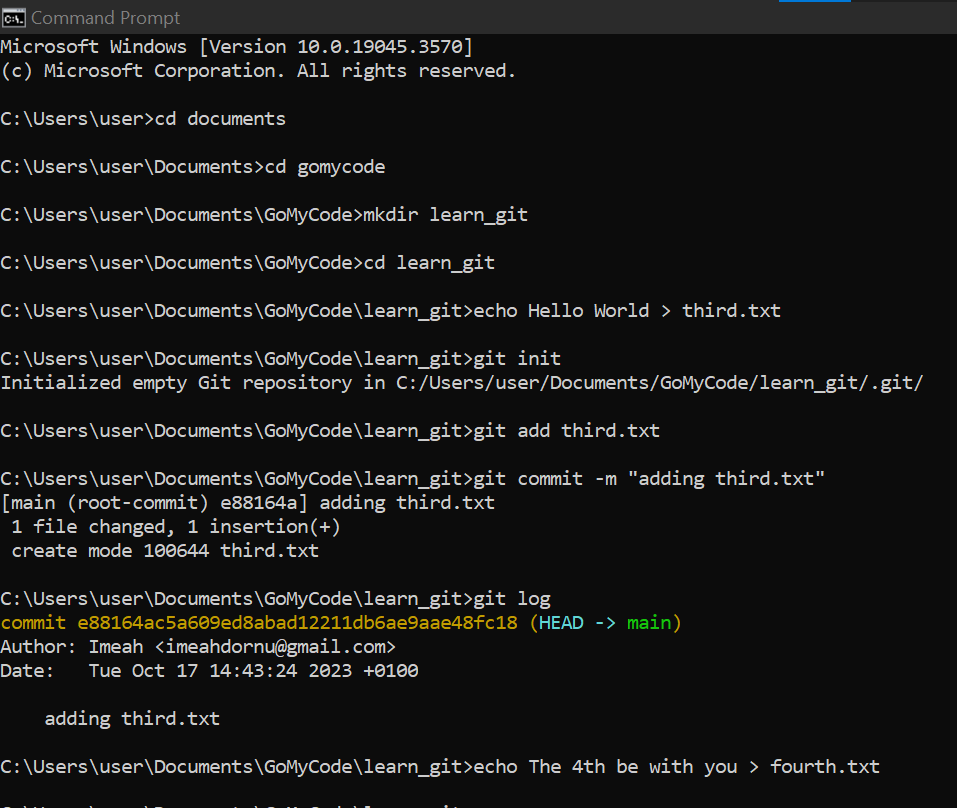 Command Prompt
Microsoft Windows [Version 10.0.19045.3570]
(c) Microsoft Corporation. All rights reserved.
C:\Users\user>cd documents
C:\Users\user\Documents>cd gomycode
C:\Users\user\Documents\GoMyCode>mkdir learn_git
C:\Users\user\Documents\GoMyCode>cd learn_git
C:\Users\user\Documents\GoMyCode\learn_git>echo Hello World > third.txt
C:\Users\user\Documents\GoMyCode\learn_git>git init
Initialized empty Git repository in C:/Users/user/Documents/GoMyCode/learn_git/.git/
C:\Users\user\Documents\GoMyCode\learn_git>git add third.txt
C:\Users\user\Documents\GoMyCode\learn_git>git commit -m "adding third.txt"
[main (root-commit) e88164a] adding third.txt
 1 file changed, 1 insertion(+)
 create mode 100644 third.txt
C:\Users\user\Documents\GoMyCode\learn_git>git log
commit e88164ac5a609ed8abad12211db6ae9aae48fc18 (HEAD -> main)
Author: Imeah <imeahdornu@gmail.com>
Date:   Tue Oct 17 14:43:24 2023 +0100
    adding third.txt
C:\Users\user\Documents\GoMyCode\learn_git>echo The 4th be with you > fourth.txt